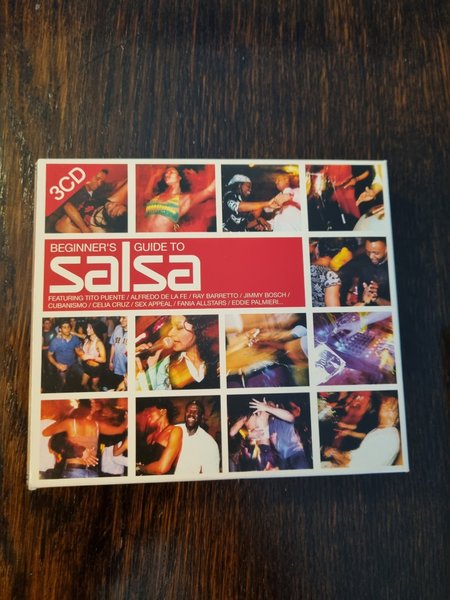 3CD
BEGINNER'S GUIDE TO
salsa
FEATURING TITO PUENTE / ALFREDO DE LA FE / RAY BARRETTO / JIMMY BOSCH /
CUBANISMO / CELIA CRUZ / SEX APPEAL / FANIA ALLSTARS / EDDIE PALMIERI...